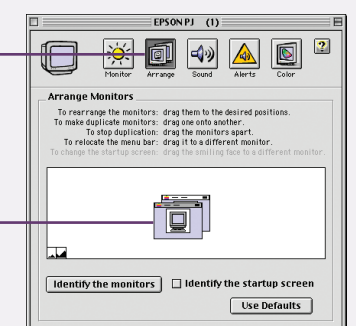 EPSON PJ (1)
Monitor Arrange Sound Alerts Color
?
Arrange Monitors
To rearrange the monitors: drag them to the desired positions.
To make duplicate monitors: drag one onto another.
To stop duplication: drag the monitors apart.
To relocate the menu bar: drag it to a different monitor.
To change the startup screen: drag the smilling face to a different monitor.
Identify the monitors
Identify the startup screen
Use Defaults